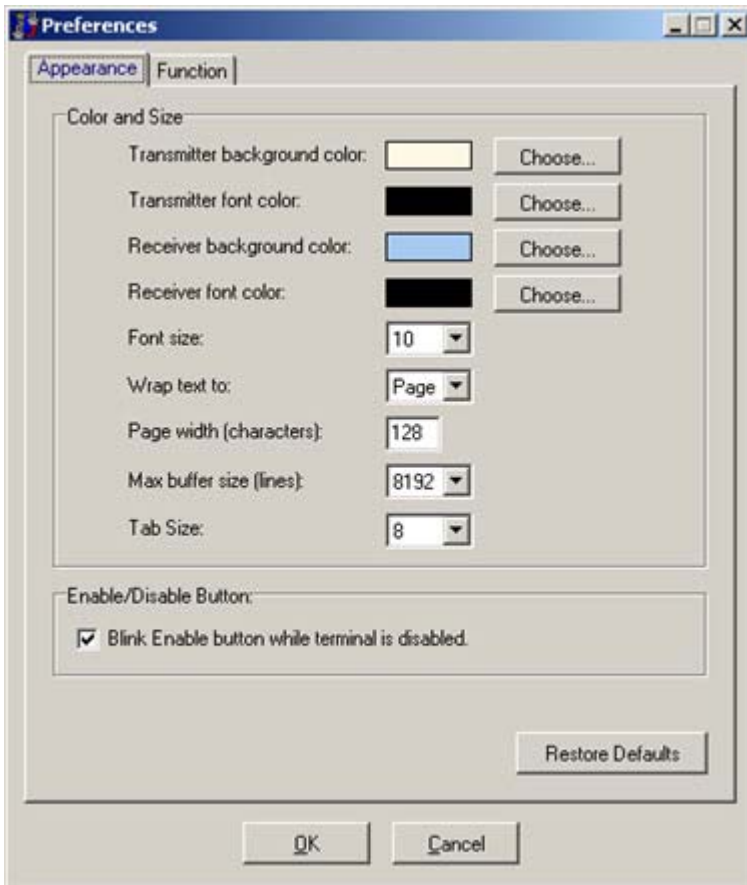 Preferences
Appearance Function
Color and Size
Transmitter background color: Choose...
Transmitter font color: Choose...
Receiver background color: Choose...
Receiver font color: Choose...
Font size: 10
Wrap text to: Page
Page width (characters): 128
Max buffer size (lines): 8192
Tab Size: 8
Enable/Disable Button:
Blink Enable button while terminal is disabled.
Restore Defaults
OK Cancel